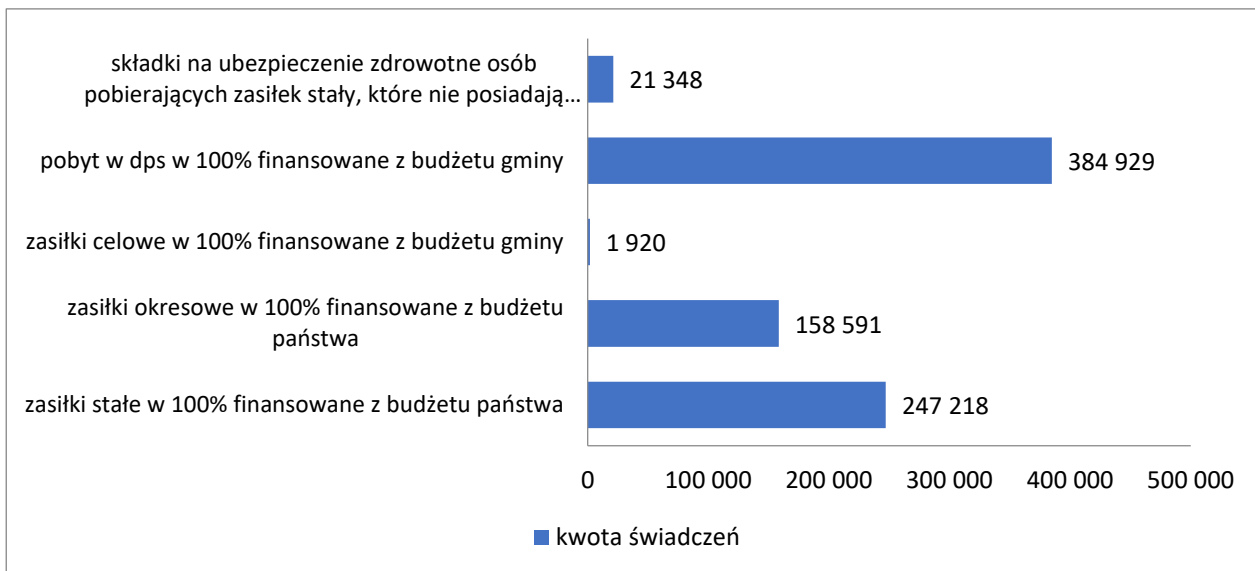 składki na ubezpieczenie zdrowotne osób
pobierających zasiłek stały, które nie posiadają…
21 348
pobyt w dps w 100% finansowane z budżetu gminy
384 929
zasiłki celowe w 100% finansowane z budżetu gminy
1 920
zasiłki okresowe w 100% finansowane z budżetu
państwa
158 591
zasiłki stałe w 100% finansowane z budżetu państwa
247 218
0 100 000 200 000 300 000 400 000 500 000
kwota świadczeń